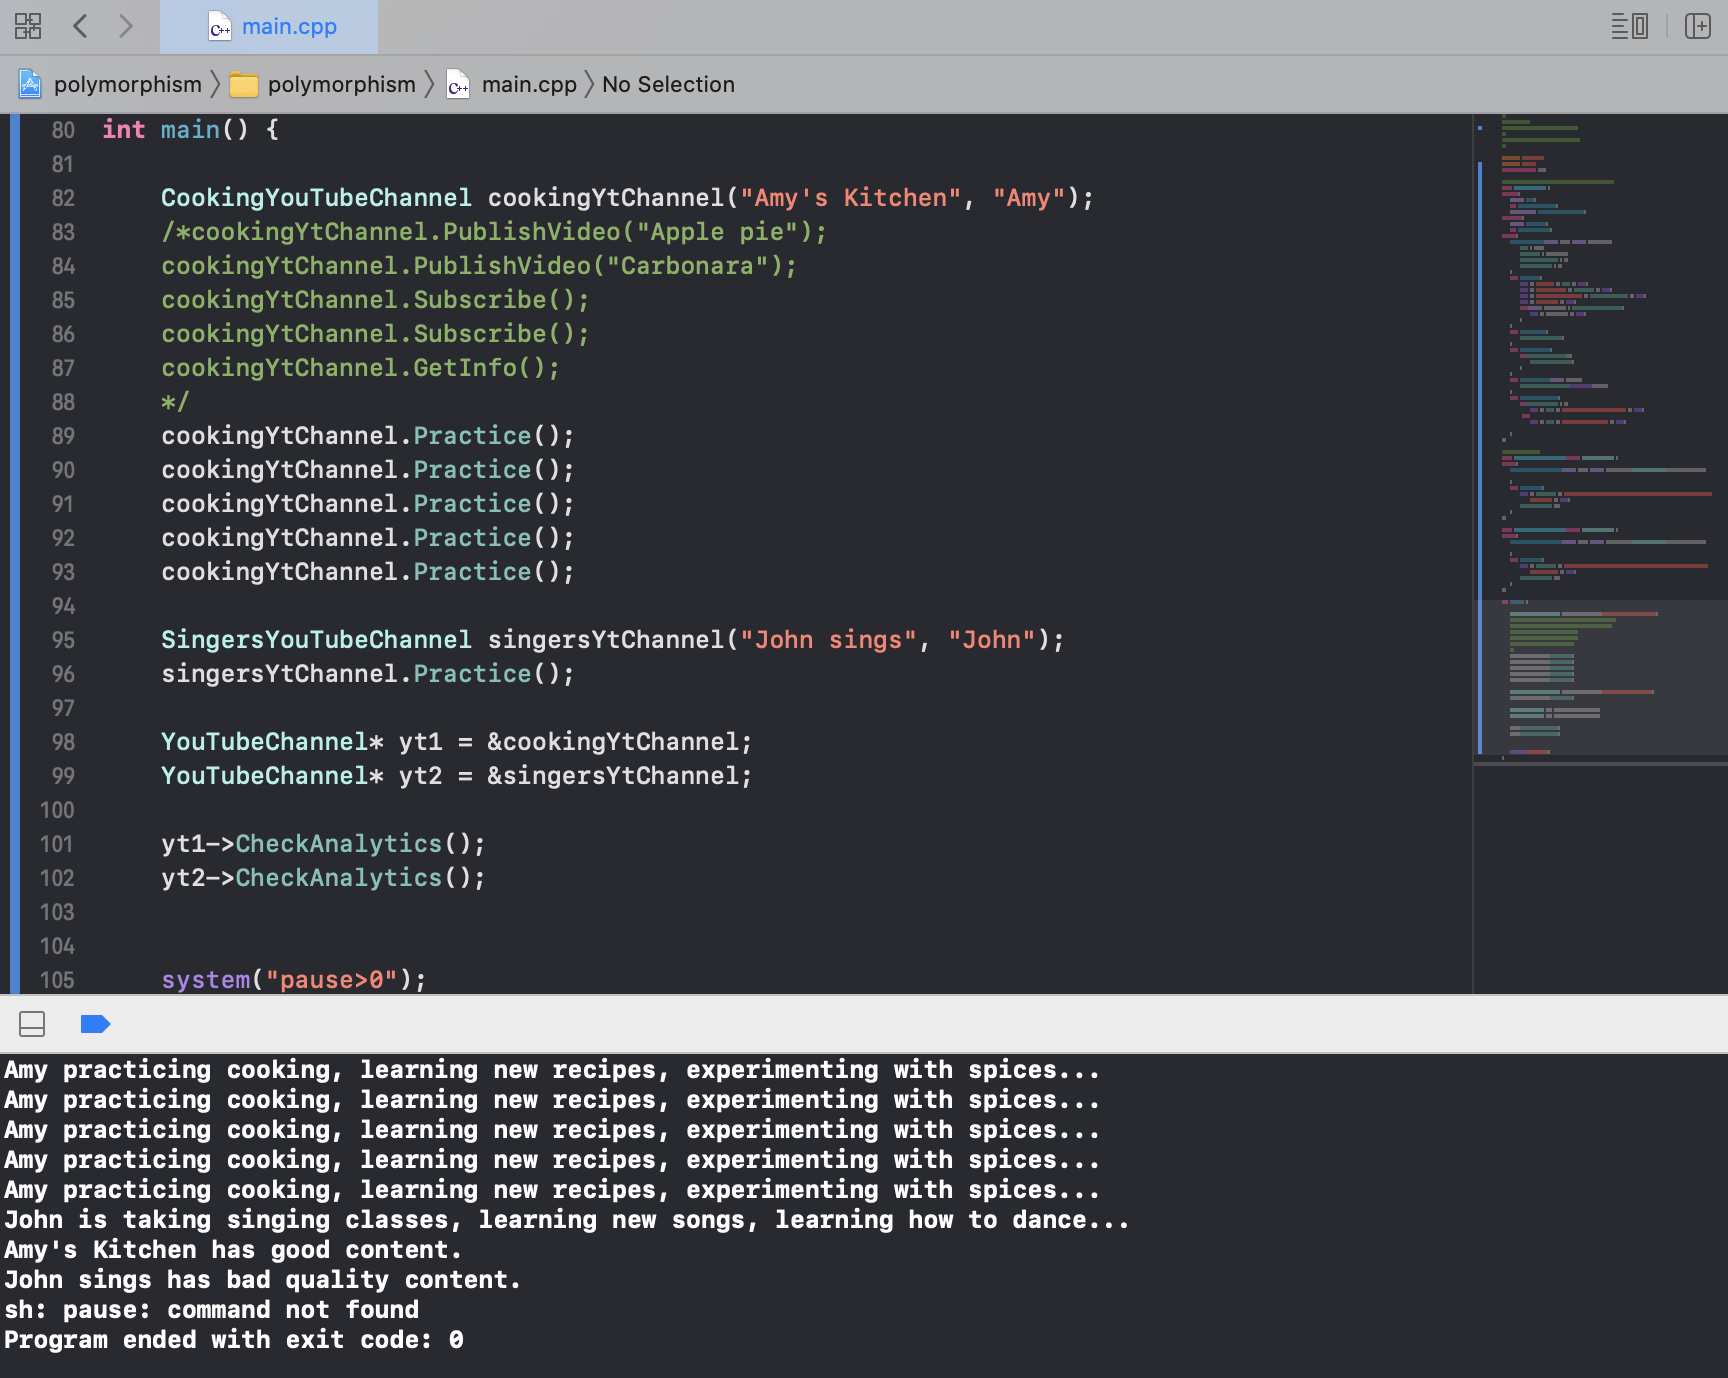 main.cpp
polymorphism polymorphism main.cpp No Selection
80 int main() {
81
82 CookingYouTubeChannel cookingYtChannel("Amy's Kitchen", "Amy");
83 /*cookingYtChannel.PublishVideo("Apple pie");
84 cookingYtChannel.PublishVideo("Carbonara");
85 cookingYtChannel.Subscribe();
86 cookingYtChannel.Subscribe();
87 cookingYtChannel.GetInfo();
88 */
89 cookingYtChannel.Practice();
90 cookingYtChannel.Practice();
91 cookingYtChannel.Practice();
92 cookingYtChannel.Practice();
93 cookingYtChannel.Practice();
94
95 SingersYouTubeChannel singersYtChannel("John sings", "John");
96 singersYtChannel.Practice();
97
98 YouTubeChannel* yt1 = &cookingYtChannel;
99 YouTubeChannel* yt2 = &singersYtChannel;
100
101 yt1->CheckAnalytics();
102 yt2->CheckAnalytics();
103
104
105 system("pause>0");
Amy practicing cooking, learning new recipes, experimenting with spices...
Amy practicing cooking, learning new recipes, experimenting with spices...
Amy practicing cooking, learning new recipes, experimenting with spices...
Amy practicing cooking, learning new recipes, experimenting with spices...
Amy practicing cooking, learning new recipes, experimenting with spices...
John is taking singing classes, learning new songs, learning how to dance...
Amy's Kitchen has good content.
John sings has bad quality content.
sh: pause: command not found
Program ended with exit code: 0